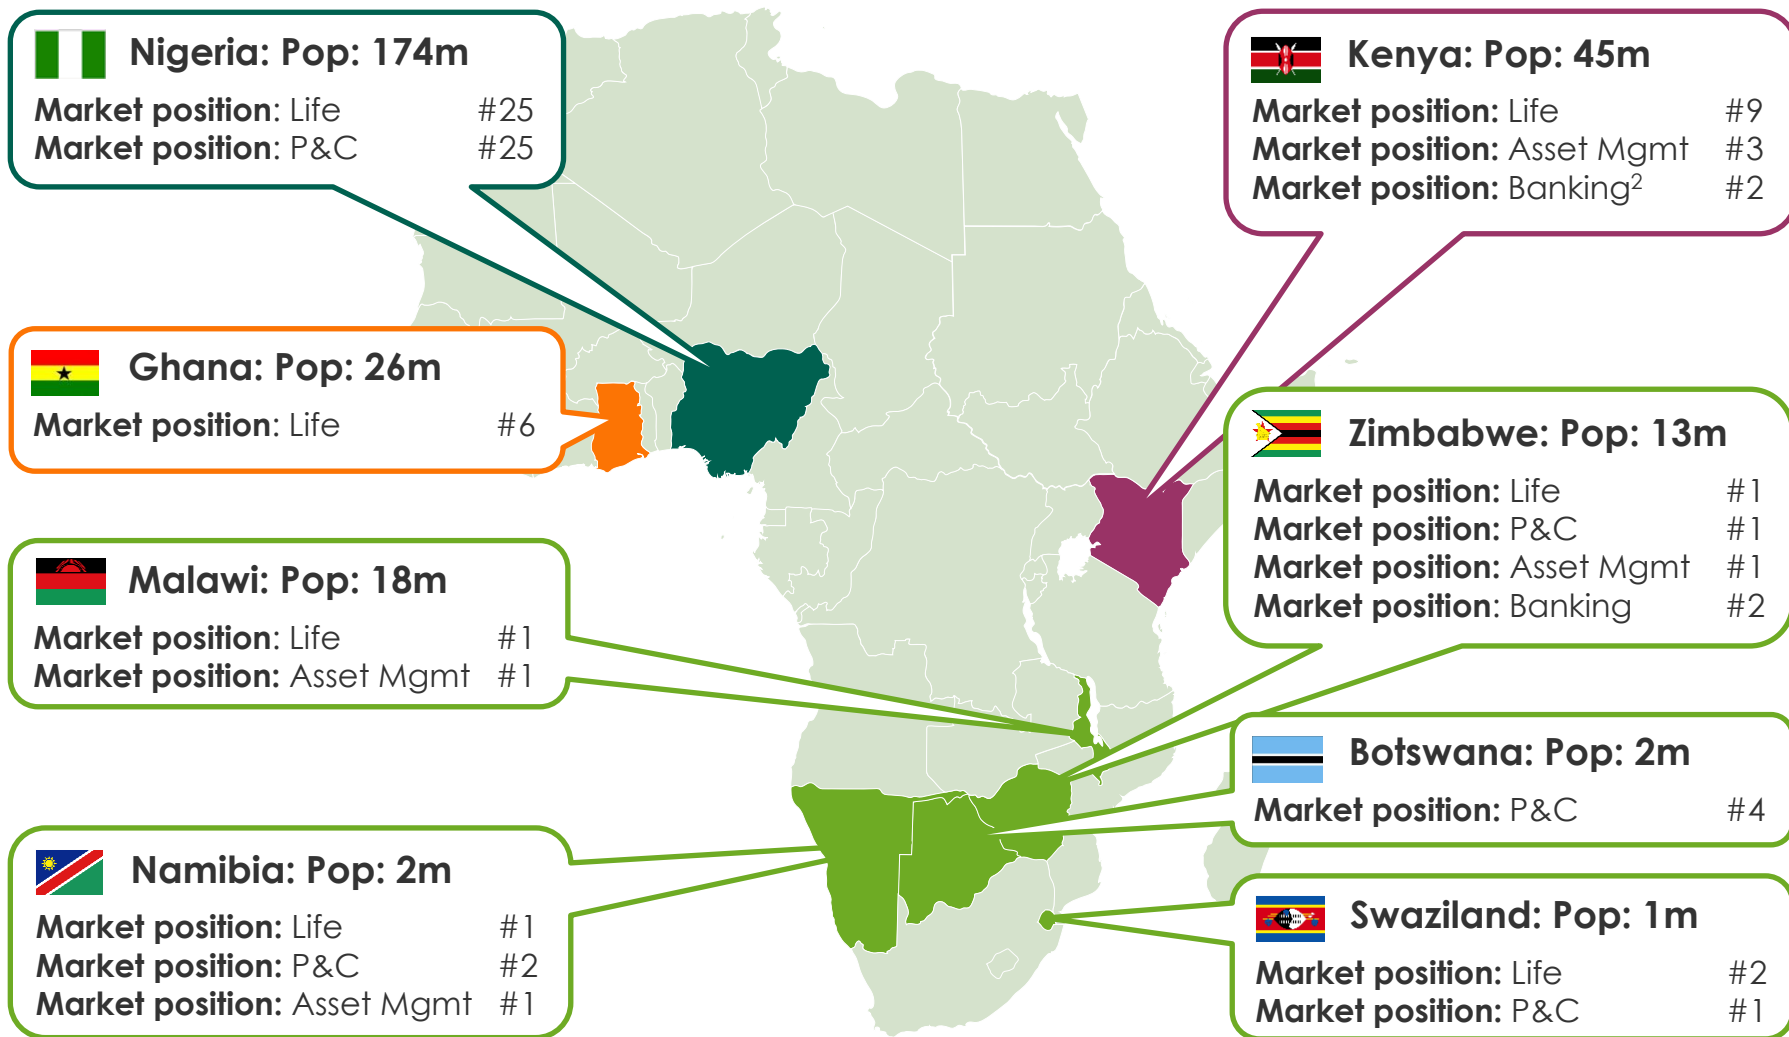 Nigeria: Pop: 174m
Market position: Life #25
Market position: P&C #25
Ghana: Pop: 26m
Market position: Life #6
Malawi: Pop: 18m
Market position: Life #1
Market position: Asset Mgmt #1
Namibia: Pop: 2m
Market position: Life #1
Market position: P&C #2
Market position: Asset Mgmt #1
Kenya: Pop: 45m
Market position: Life #9
Market position: Asset Mgmt #3
Market position: Banking² #2
Zimbabwe: Pop: 13m
Market position: Life #1
Market position: P&C #1
Market position: Asset Mgmt #1
Market position: Banking #2
Botswana: Pop: 2m
Market position: P&C #4
Swaziland: Pop: 1m
Market position: Life #2
Market position: P&C #1